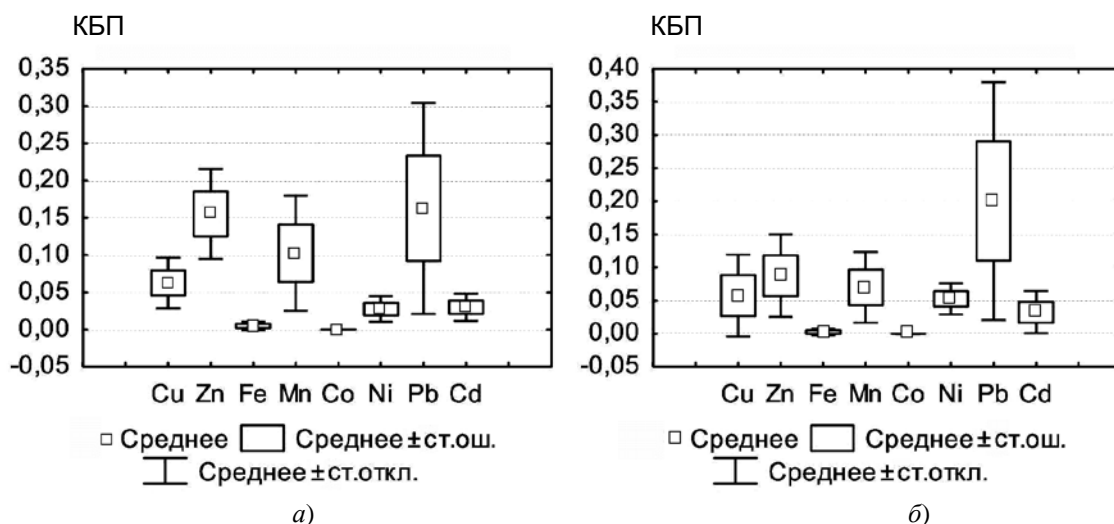 КБП
0,35
0,30
0,25
0,20
0,15
0,10
0,05
0,00
-0,05
Cu Zn Fe Mn Co Ni Pb Cd
Среднее Среднее±ст.ош.
Среднее±ст.откл.
а)
КБП
0,40
0,35
0,30
0,25
0,20
0,15
0,10
0,05
0,00
-0,05
Cu Zn Fe Mn Co Ni Pb Cd
Среднее Среднее±ст.ош.
Среднее±ст.откл.
б)